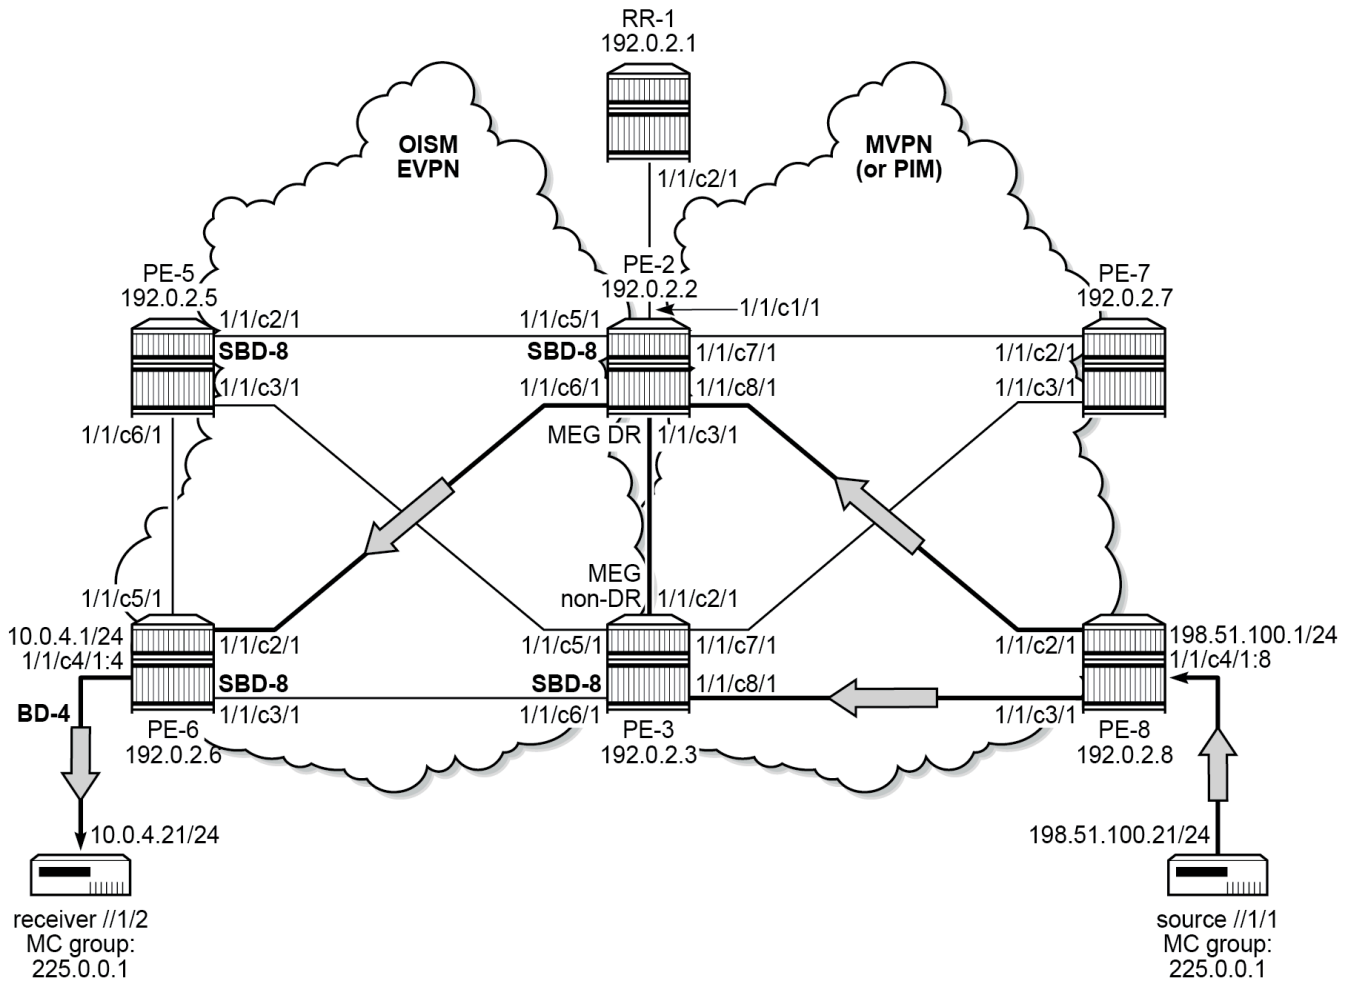 RR-1
192.0.2.1
OISM
EVPN
MVPN
(or PIM)
1/1/c2/1
PE-5
192.0.2.5
PE-2
192.0.2.2
PE-7
192.0.2.7
1/1/c1/1
1/1/c2/1
1/1/c5/1
SBD-8
SBD-8
1/1/c7/1
1/1/c2/1
1/1/c3/1
1/1/c6/1
1/1/c8/1
1/1/c3/1
1/1/c6/1
MEG DR
1/1/c3/1
MEG
non-DR
1/1/c5/1
1/1/c2/1
10.0.4.1/24
1/1/c4/1:4
1/1/c2/1
1/1/c5/1
1/1/c7/1
1/1/c2/1
198.51.100.1/24
1/1/c4/1:8
SBD-8
SBD-8
1/1/c8/1
BD-4
1/1/c3/1
1/1/c6/1
1/1/c3/1
PE-6
192.0.2.6
PE-3
192.0.2.3
PE-8
192.0.2.8
10.0.4.21/24
198.51.100.21/24
receiver //1/2
MC group:
225.0.0.1
source //1/1
MC group:
225.0.0.1